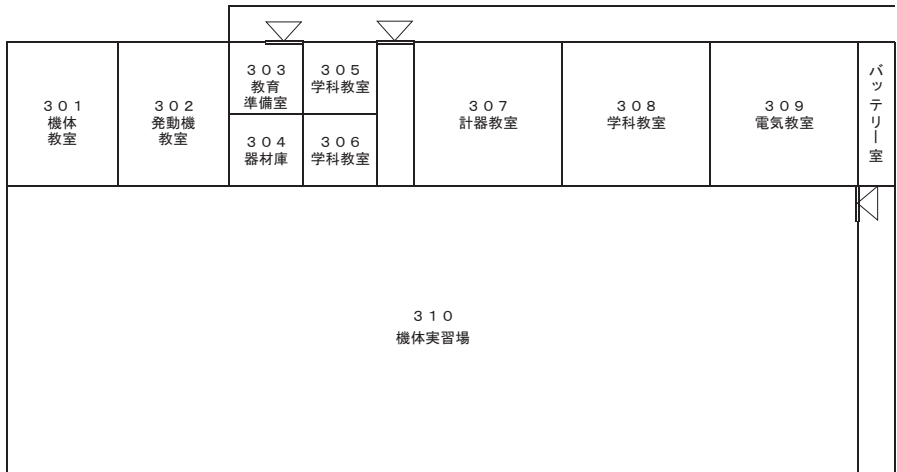 ３０１
機体
教室
３０２
発動機
教室
３０３
教育
準備室
３０４
器材庫
３０５
学科教室
３０６
学科教室
３０７
計器教室
３０８
学科教室
３０９
電気教室
バッテリー室
３１０
機体実習場